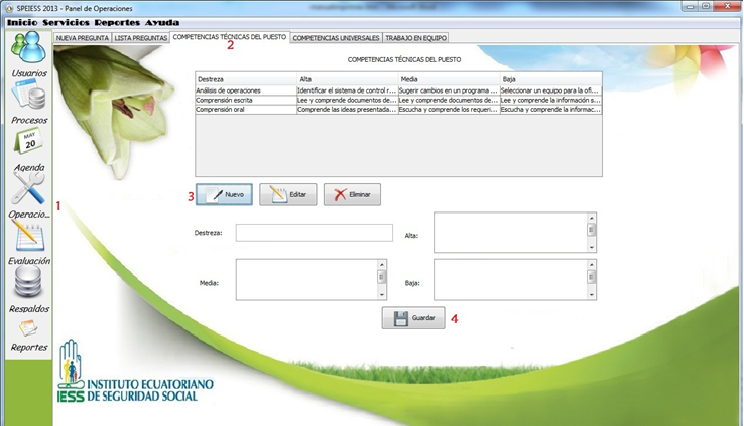 SPEIESS 2013 - Panel de Operaciones
Inicio Servicios Reportes Ayuda
NUEVA PREGUNTA LISTA PREGUNTAS COMPETENCIAS TÉCNICAS DEL PUESTO COMPETENCIAS UNIVERSALES TRABAJO EN EQUIPO
2
COMPETENCIAS TÉCNICAS DEL PUESTO
Usuarios
Procesos
MAY
20
Agenda
Operacio...
1
Evaluación
Respaldos
Reportes
Destreza Alta Media Baja
Análisis de operaciones Identificar el sistema de control r... Sugerir cambios en un programa ... Seleccionar un equipo para la ofi...
Comprensión escrita Lee y comprende documentos de... Lee y comprende documentos de... Lee y comprende la información s...
Comprensión oral Comprende las ideas presentada... Escucha y comprende los requeri... Escucha y comprende la informac...
3 Nuevo Editar Eliminar
Destreza: Alta:
Media: Baja:
Guardar 4
IESS INSTITUTO ECUATORIANO
DE SEGURIDAD SOCIAL